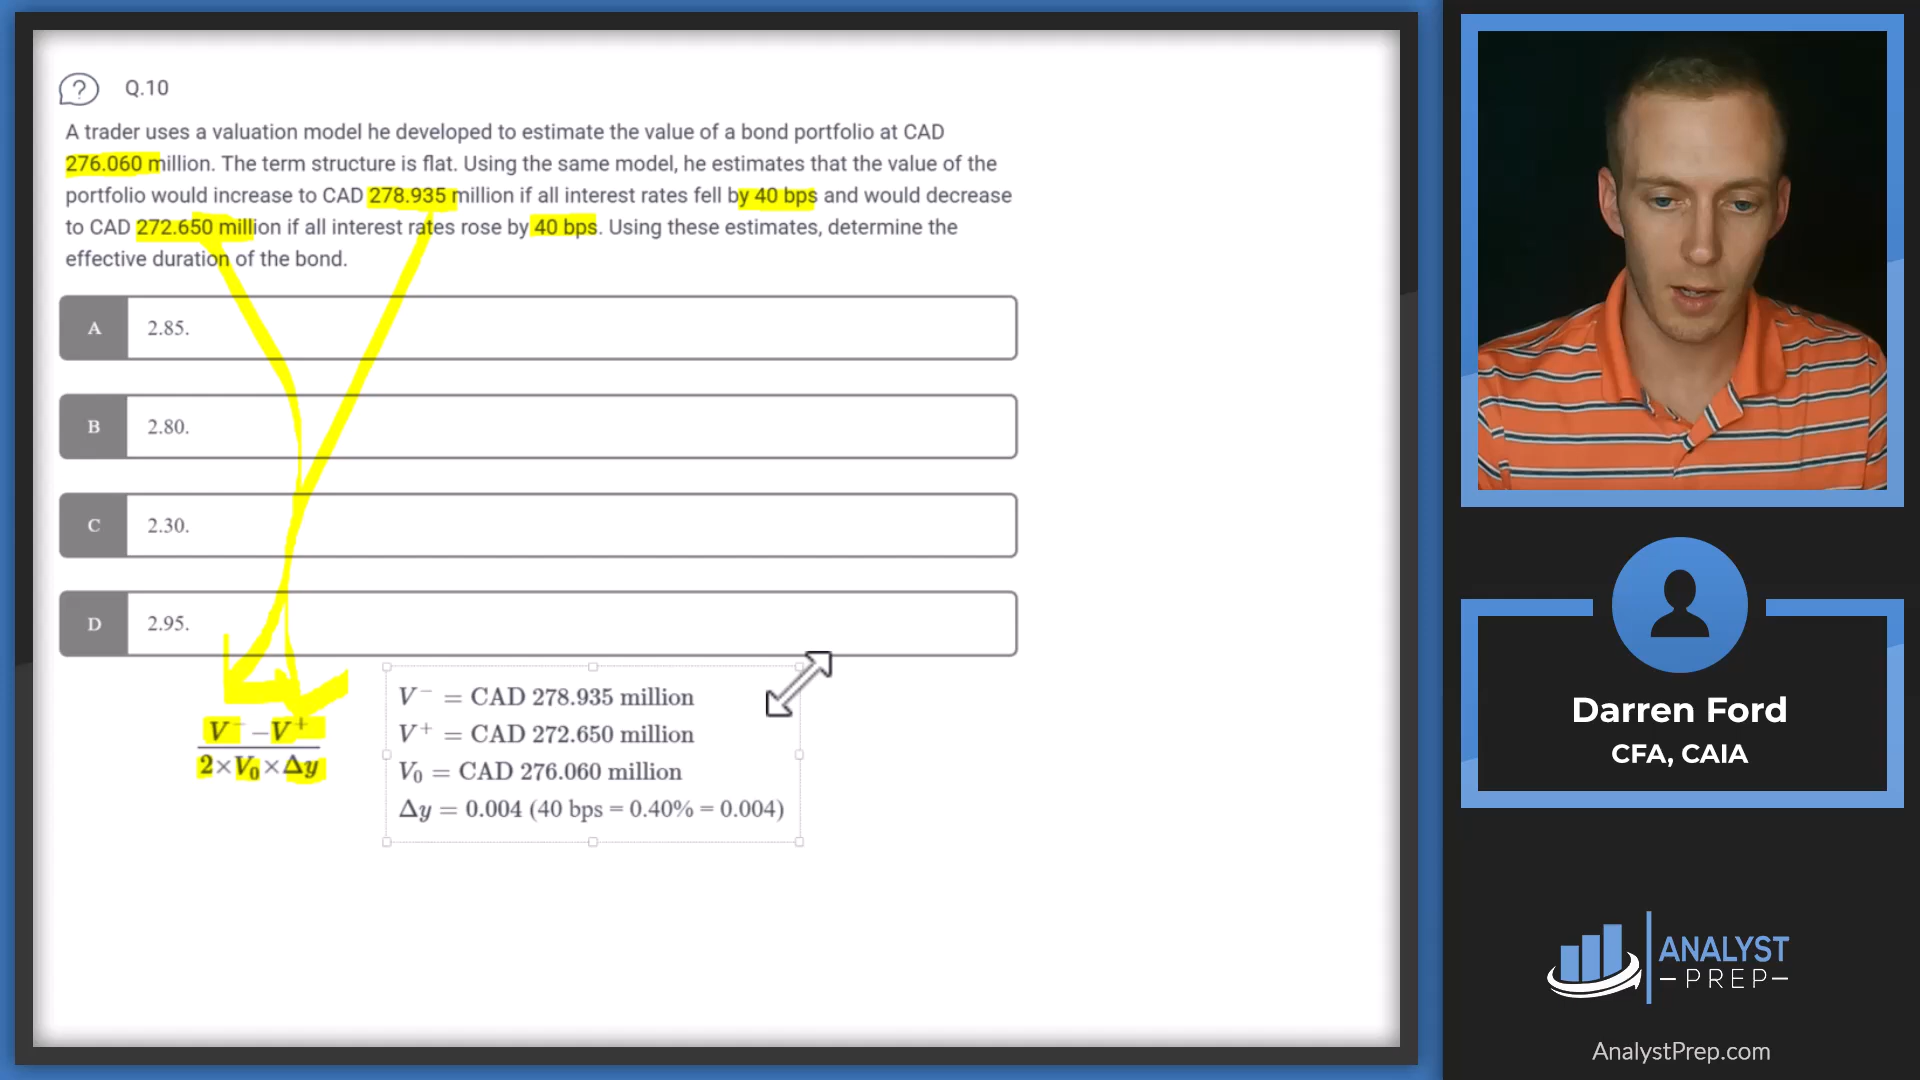 Q.10
A trader uses a valuation model he developed to estimate the value of a bond portfolio at CAD
276.060 million. The term structure is flat. Using the same model, he estimates that the value of the
portfolio would increase to CAD 278.935 million if all interest rates fell by 40 bps and would decrease
to CAD 272.650 million if all interest rates rose by 40 bps. Using these estimates, determine the
effective duration of the bond.
A 2.85.
B 2.80.
C 2.30.
D 2.95.
V⁻ − V⁺
2 × V₀ × Δy
V⁻ = CAD 278.935 million
V⁺ = CAD 272.650 million
V₀ = CAD 276.060 million
Δy = 0.004 (40 bps = 0.40% = 0.004)
Darren Ford
CFA, CAIA
ANALYST
PREP
AnalystPrep.com